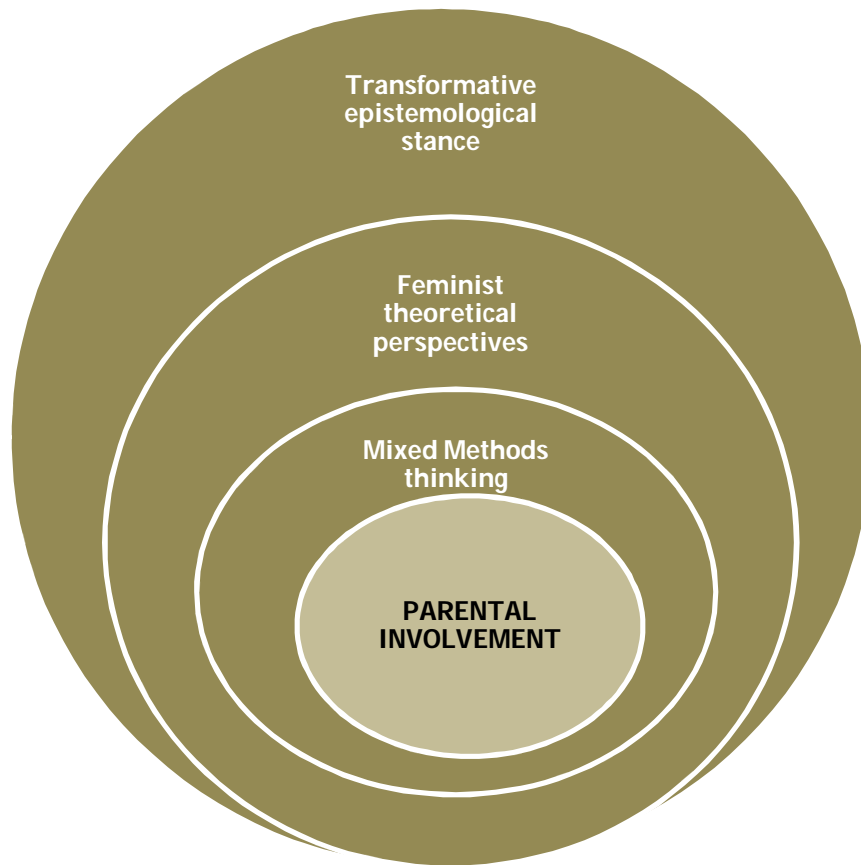 Transformative
epistemological
stance
Feminist
theoretical
perspectives
Mixed Methods
thinking
PARENTAL
INVOLVEMENT